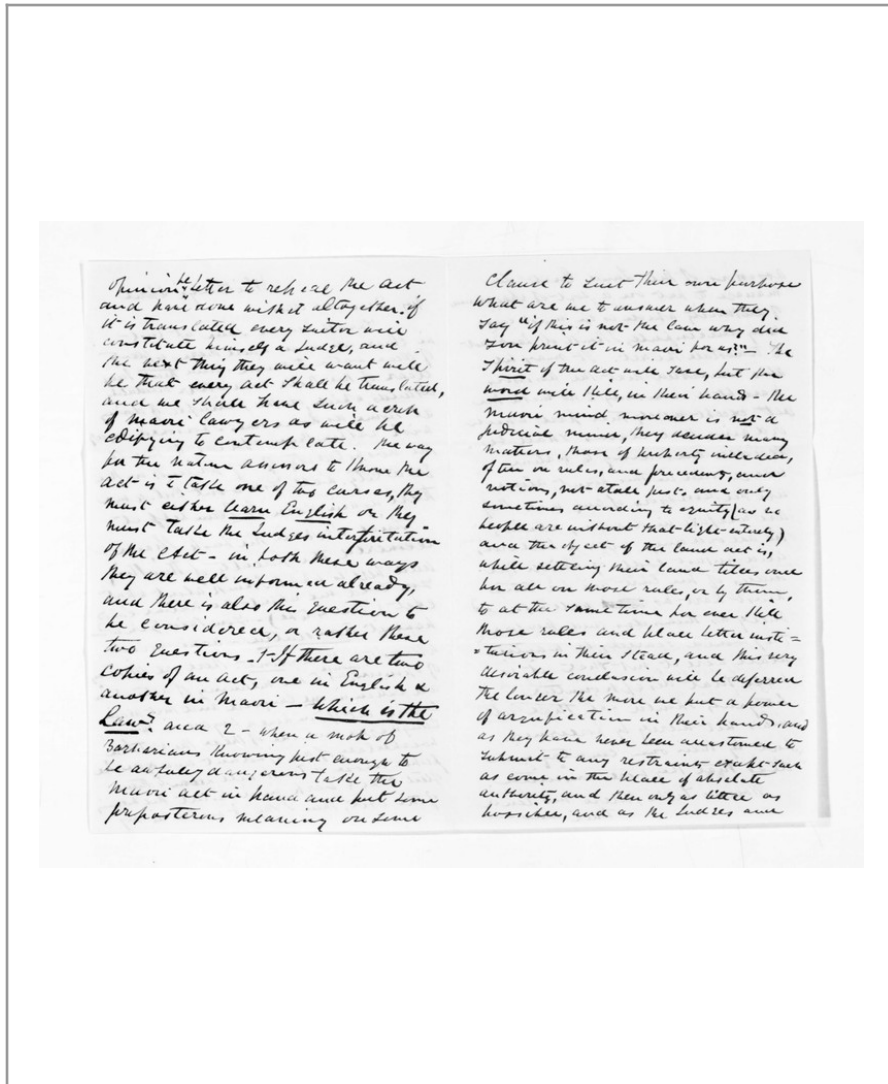 opinion be better to repeal the act
and have done with it altogether. if
it is translated every suitor will
constitute himself a Judge, and
the next thing they will want will
be that every act shall be translated,
and we shall have such a crop
of maori lawyers as will be
edifying to contemplate. The way
for the native assessors to know the
act is to take one of two curses, they
must either learn English or they
must take the Judges interpretation
of the Act - in both these ways
they are well informed already,
and there is also this question to
be considered, or rather these
two questions. 1 - If there are two
copies of an act, one in English &
another in Maori - which is the
Law? and 2 - when a mob of
Barbarians knowing just enough to
be awfully dangerous take the
Maori act in hand and put some
preposterous meaning on some
Clause to suit their own purpose
what are we to answer when they
say "if this is not the law why did
you print it in maori for us?" - The
Spirit of the act will save, but the
word will kill, in their hand - the
maori mind moreover is not a
judicial mind, they decide many
matters, those of property included,
often on rules, and precedents, and
notions, not at all just, and only
sometimes according to equity (as no
people are without that light entirely)
and the object of the land act is,
while settling their land titles once
for all on those rules, or by them,
to at the same time for ever kill
those rules and place better insti=
=tutions in their stead, and this very
desirable conclusion will be deferred
the longer the more we put a power
of argufication in their hands, and
as they have never been accustomed to
submit to any restraint except such
as come in the place of absolute
authority, and then only as little as
possible, and as the Judges and